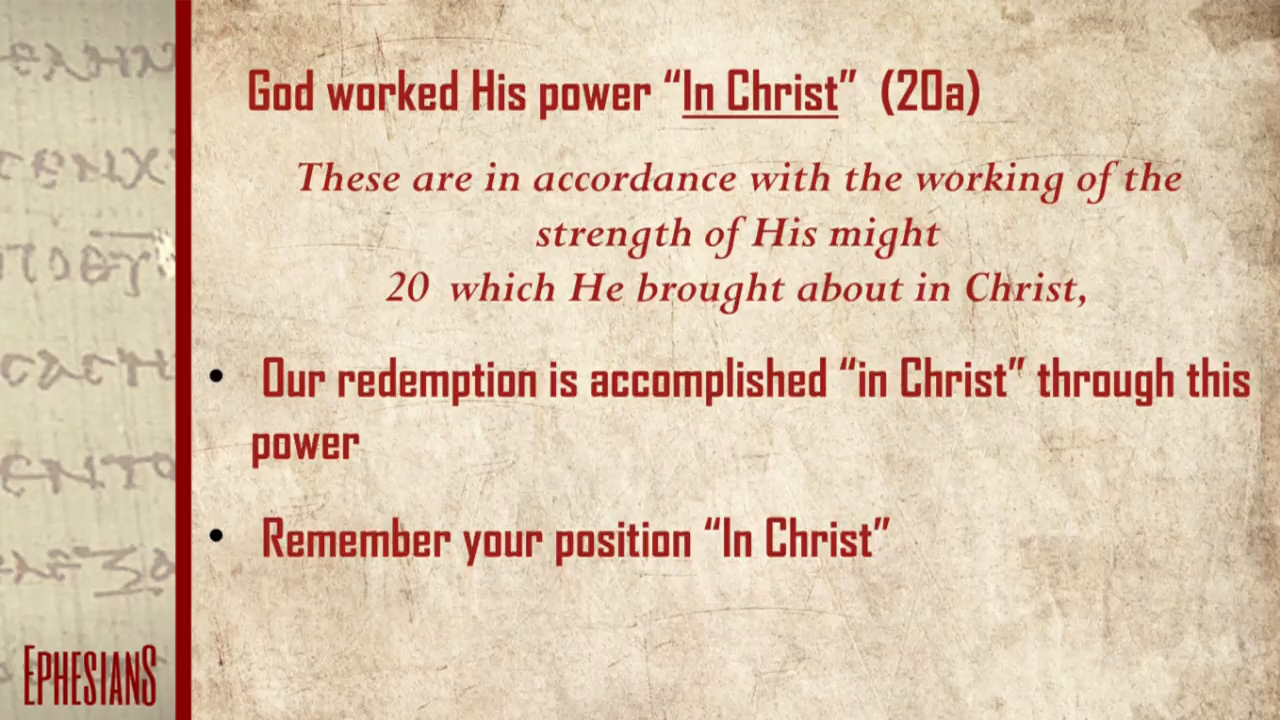 God worked His power “In Christ” (20a)
These are in accordance with the working of the
strength of His might
20 which He brought about in Christ,
• Our redemption is accomplished “in Christ” through this
power
• Remember your position “In Christ”
EPHESIANS